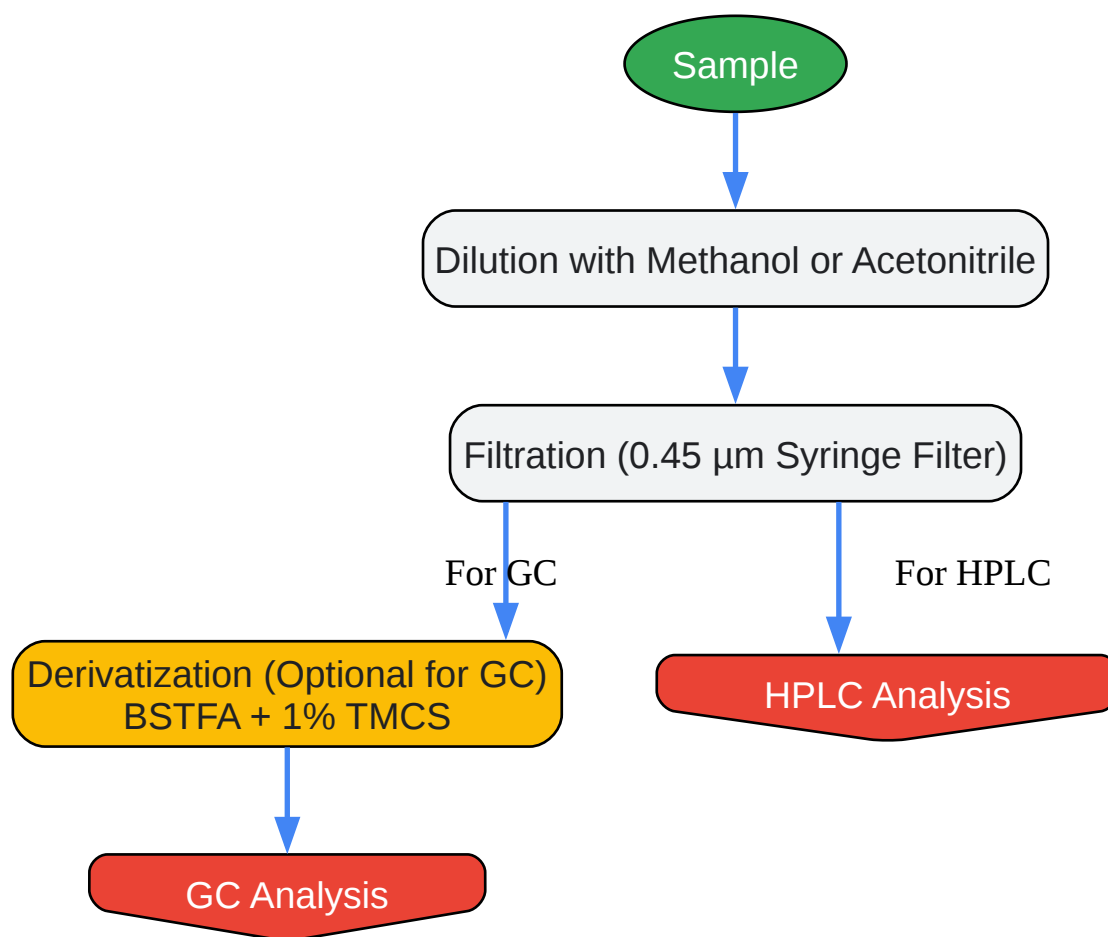 Sample
Dilution with Methanol or Acetonitrile
Filtration (0.45 µm Syringe Filter)
For GC
For HPLC
Derivatization (Optional for GC)
BSTFA + 1% TMCS
HPLC Analysis
GC Analysis